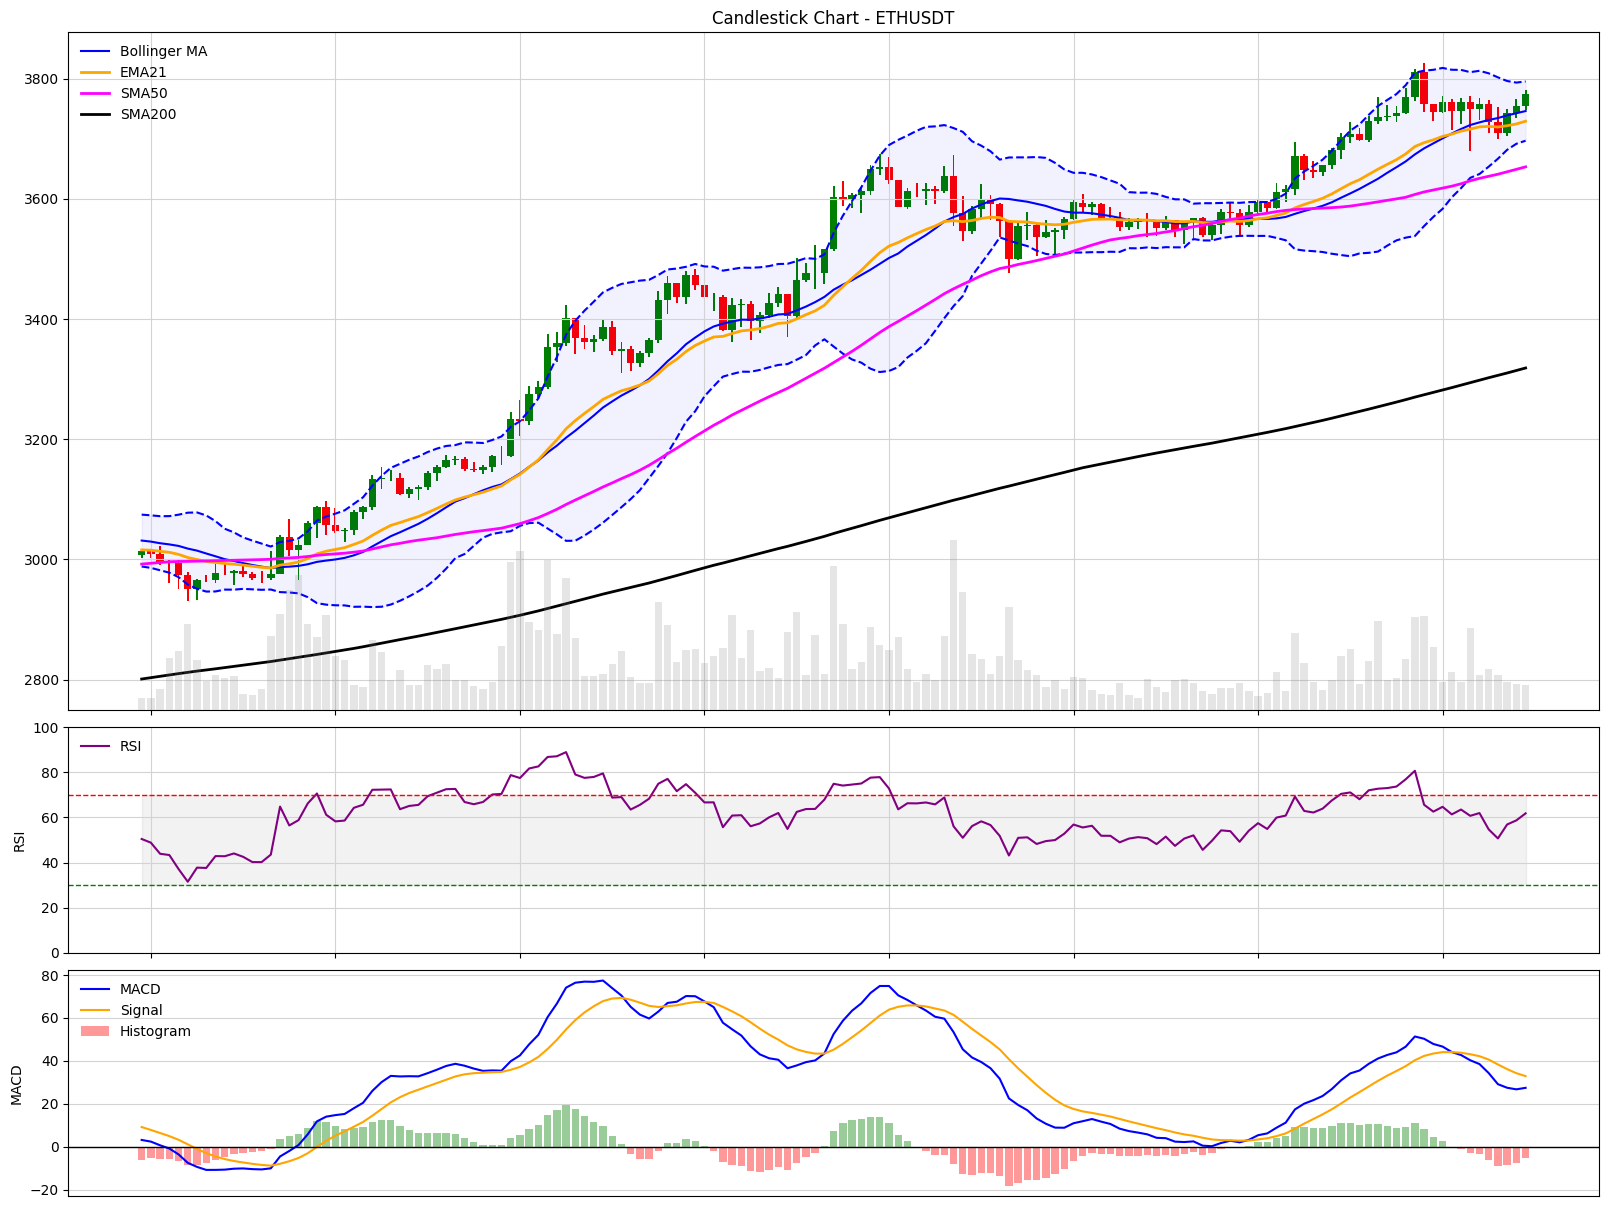 Candlestick Chart - ETHUSDT
Bollinger MA
EMA21
SMA50
SMA200
3800
3600
3400
3200
3000
2800
RSI
100
80
60
40
20
0
RSI
MACD
Signal
Histogram
80
60
40
20
0
−20
MACD